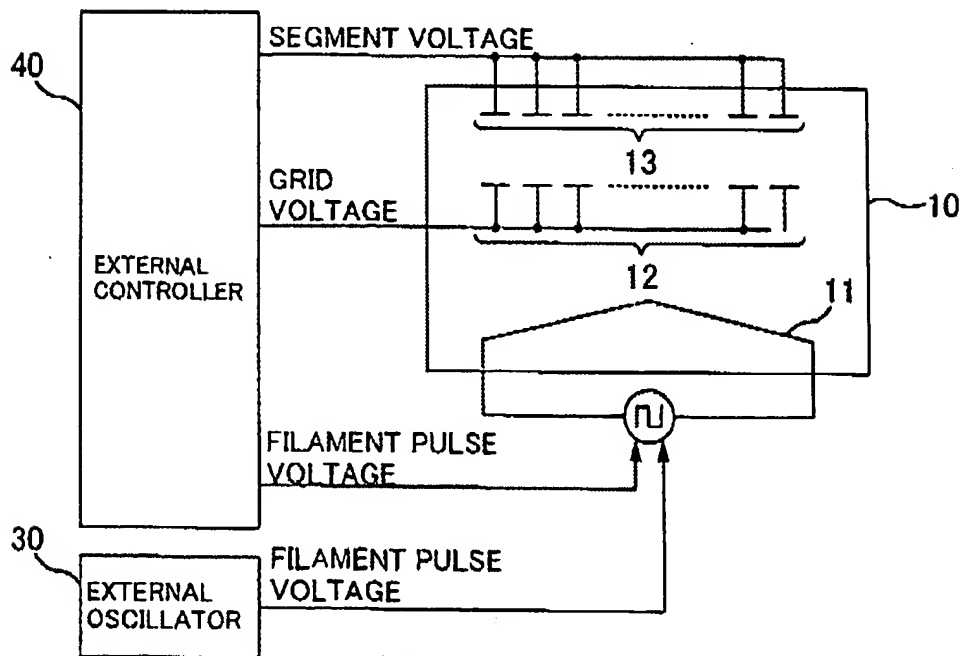 SEGMENT VOLTAGE
40
13
GRID
VOLTAGE
10
EXTERNAL
CONTROLLER
12
11
FILAMENT PULSE
VOLTAGE
30
FILAMENT PULSE
VOLTAGE
EXTERNAL
OSCILLATOR